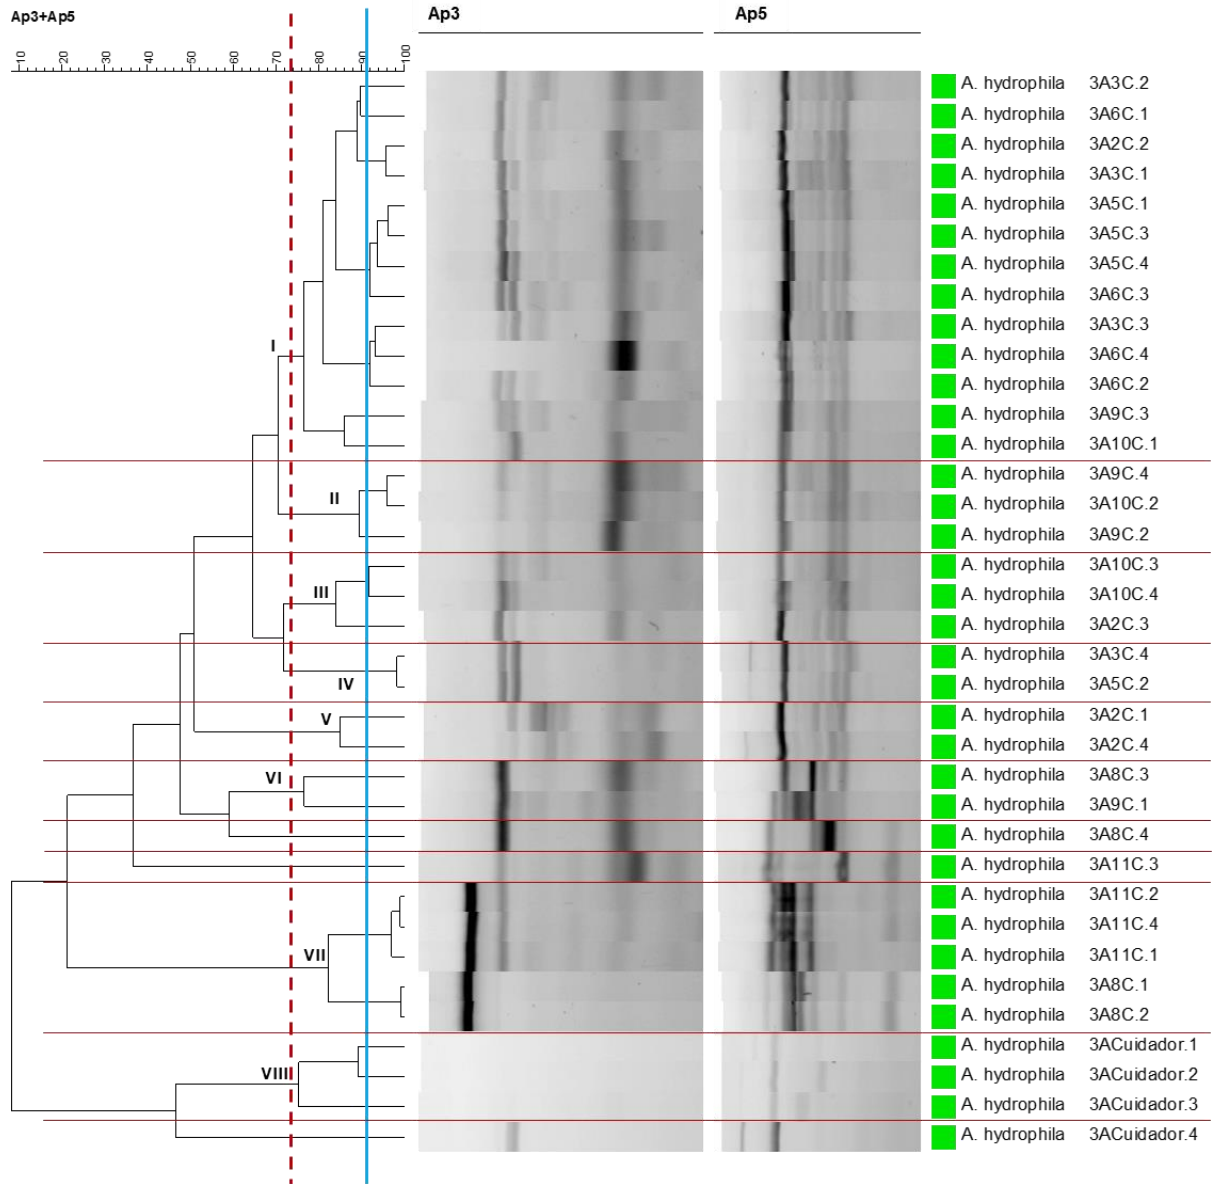 Ap3+Ap5
Ap3
Ap5
10 20 30 40 50 60 70 80 90 100
A. hydrophila 3A3C.2
A. hydrophila 3A6C.1
A. hydrophila 3A2C.2
A. hydrophila 3A3C.1
A. hydrophila 3A5C.1
A. hydrophila 3A5C.3
A. hydrophila 3A5C.4
A. hydrophila 3A6C.3
A. hydrophila 3A3C.3
I
A. hydrophila 3A6C.4
A. hydrophila 3A6C.2
A. hydrophila 3A9C.3
A. hydrophila 3A10C.1
A. hydrophila 3A9C.4
II
A. hydrophila 3A10C.2
A. hydrophila 3A9C.2
A. hydrophila 3A10C.3
III
A. hydrophila 3A10C.4
A. hydrophila 3A2C.3
A. hydrophila 3A3C.4
IV
A. hydrophila 3A5C.2
V
A. hydrophila 3A2C.1
A. hydrophila 3A2C.4
VI
A. hydrophila 3A8C.3
A. hydrophila 3A9C.1
A. hydrophila 3A8C.4
A. hydrophila 3A11C.3
A. hydrophila 3A11C.2
A. hydrophila 3A11C.4
VII
A. hydrophila 3A11C.1
A. hydrophila 3A8C.1
A. hydrophila 3A8C.2
A. hydrophila 3ACuidador.1
VIII
A. hydrophila 3ACuidador.2
A. hydrophila 3ACuidador.3
A. hydrophila 3ACuidador.4